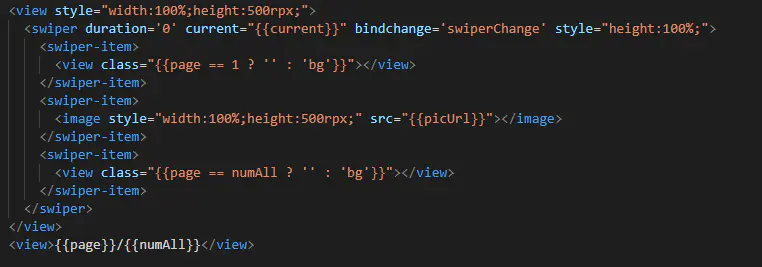 <view style="width:100%;height:500rpx;">
<swiper duration='0' current="{{current}}" bindchange='swiperChange' style="height:100%;">
<swiper-item>
<view class="{{page == 1 ? '' : 'bg'}}"></view>
</swiper-item>
<swiper-item>
<image style="width:100%;height:500rpx;" src="{{picUrl}}"></image>
</swiper-item>
<swiper-item>
<view class="{{page == numAll ? '' : 'bg'}}"></view>
</swiper-item>
</swiper>
</view>
<view>{{page}}/{{numAll}}</view>